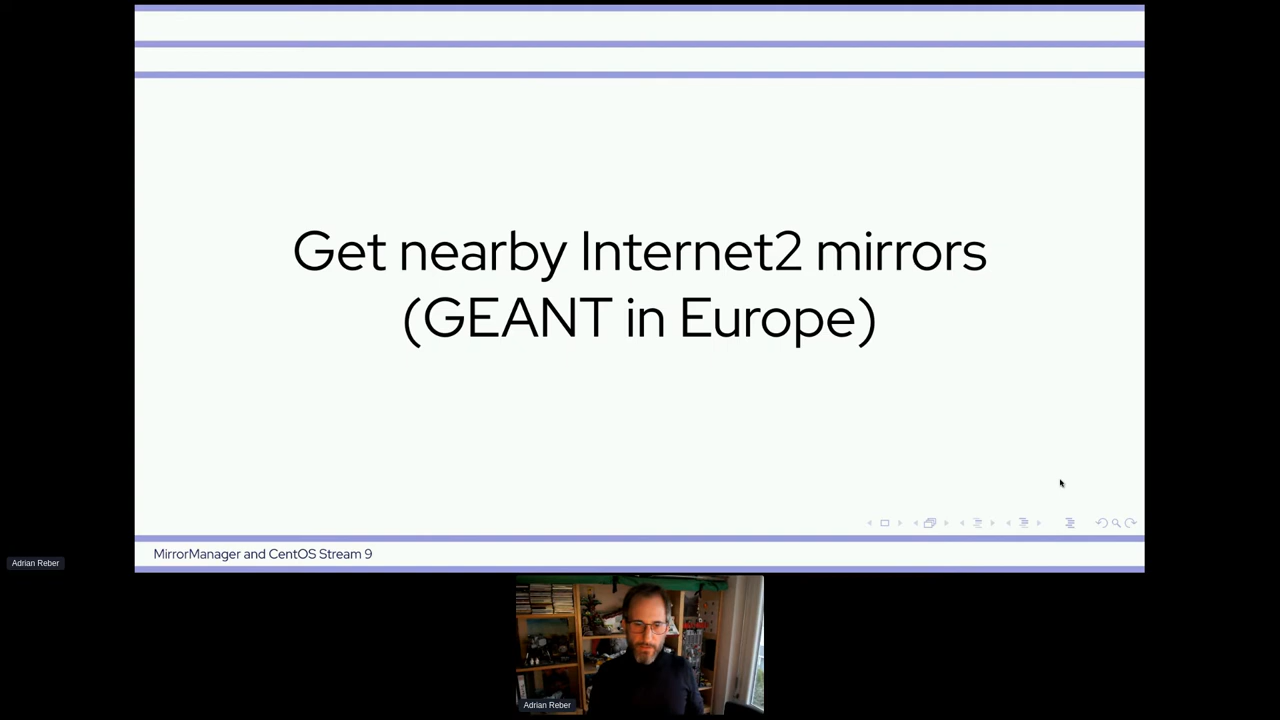 Get nearby Internet2 mirrors
(GEANT in Europe)
MirrorManager and CentOS Stream 9
Adrian Reber
Adrian Reber